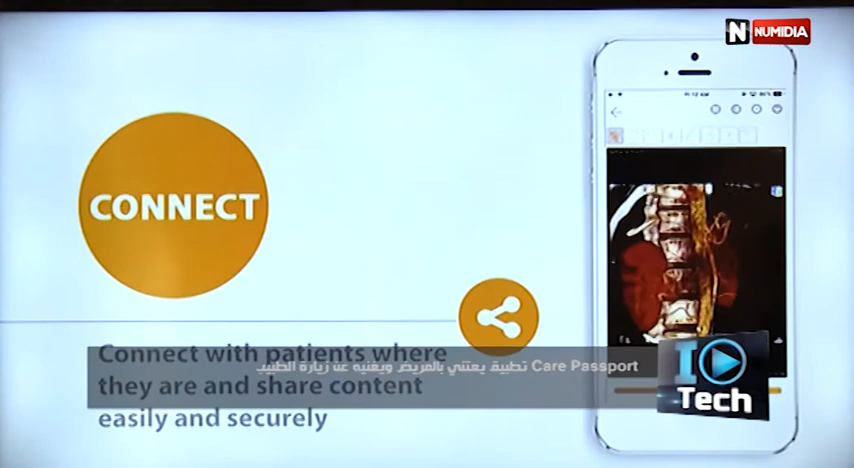 N NUMIDIA
CONNECT
Connect with patients where
they are and share content
easily and securely
Care Passport تطبيق يعتني بالمريض ويغنيه عن زيارة الطبيب
Tech